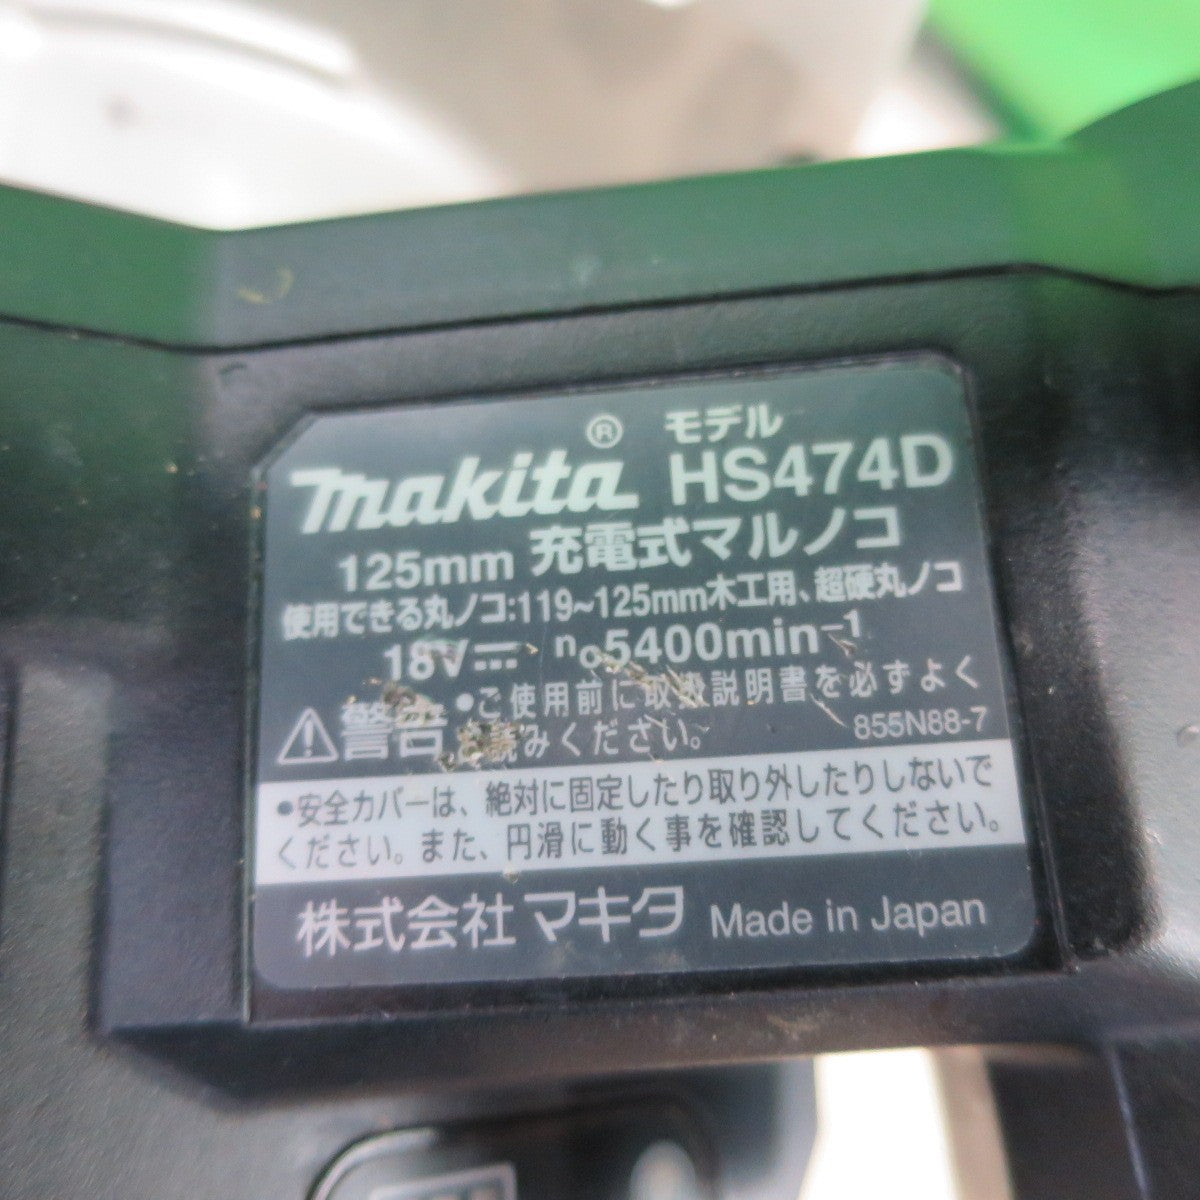 モデル
makita® HS474D
125mm 充電式マルノコ
使用できる丸ノコ:119~125mm木工用、超硬丸ノコ
18V⎓ n₀5400min⁻¹
⚠警告 •ご使用前に取扱説明書を必ずよく
お読みください。 855N88-7
•安全カバーは、絶対に固定したり取り外したりしないで
ください。また、円滑に動く事を確認してください。
株式会社マキタ Made in Japan